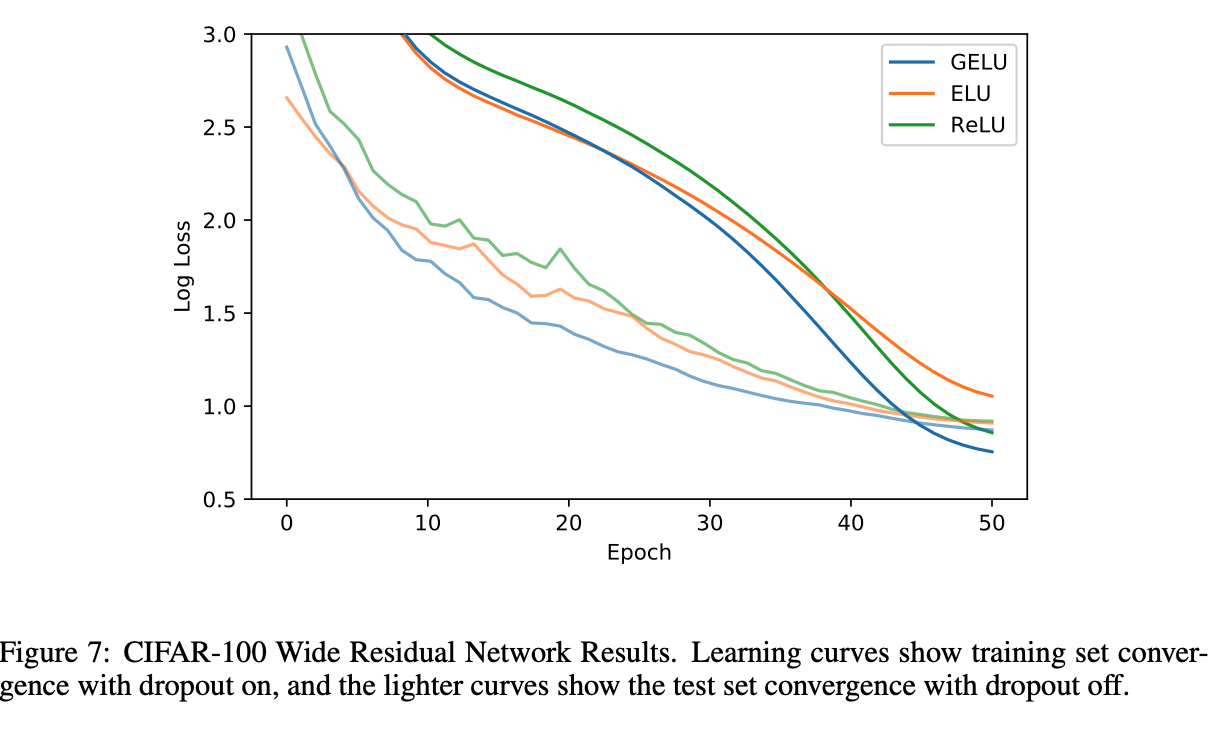 3.0
2.5
2.0
1.5
1.0
0.5
Log Loss
0 10 20 30 40 50
Epoch
GELU
ELU
ReLU
Figure 7: CIFAR-100 Wide Residual Network Results. Learning curves show training set conver-
gence with dropout on, and the lighter curves show the test set convergence with dropout off.